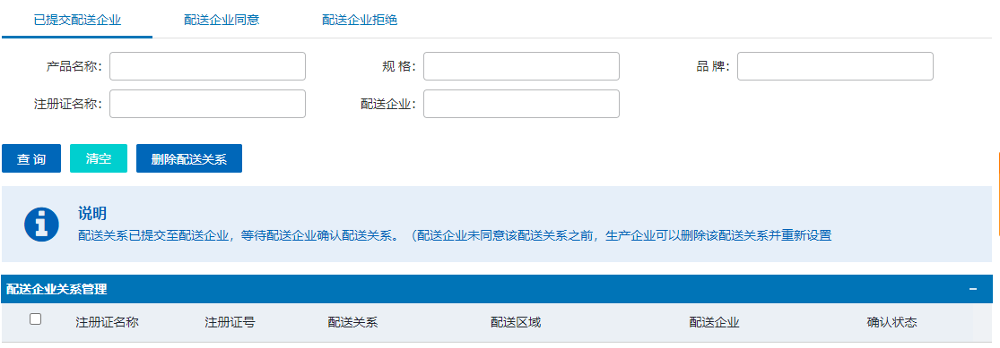 已提交配送企业 配送企业同意 配送企业拒绝
产品名称： 规 格： 品 牌：
注册证名称： 配送企业：
查 询 清空 删除配送关系
说明
配送关系已提交至配送企业，等待配送企业确认配送关系。（配送企业未同意该配送关系之前，生产企业可以删除该配送关系并重新设置
配送企业关系管理
注册证名称 注册证号 配送关系 配送区域 配送企业 确认状态